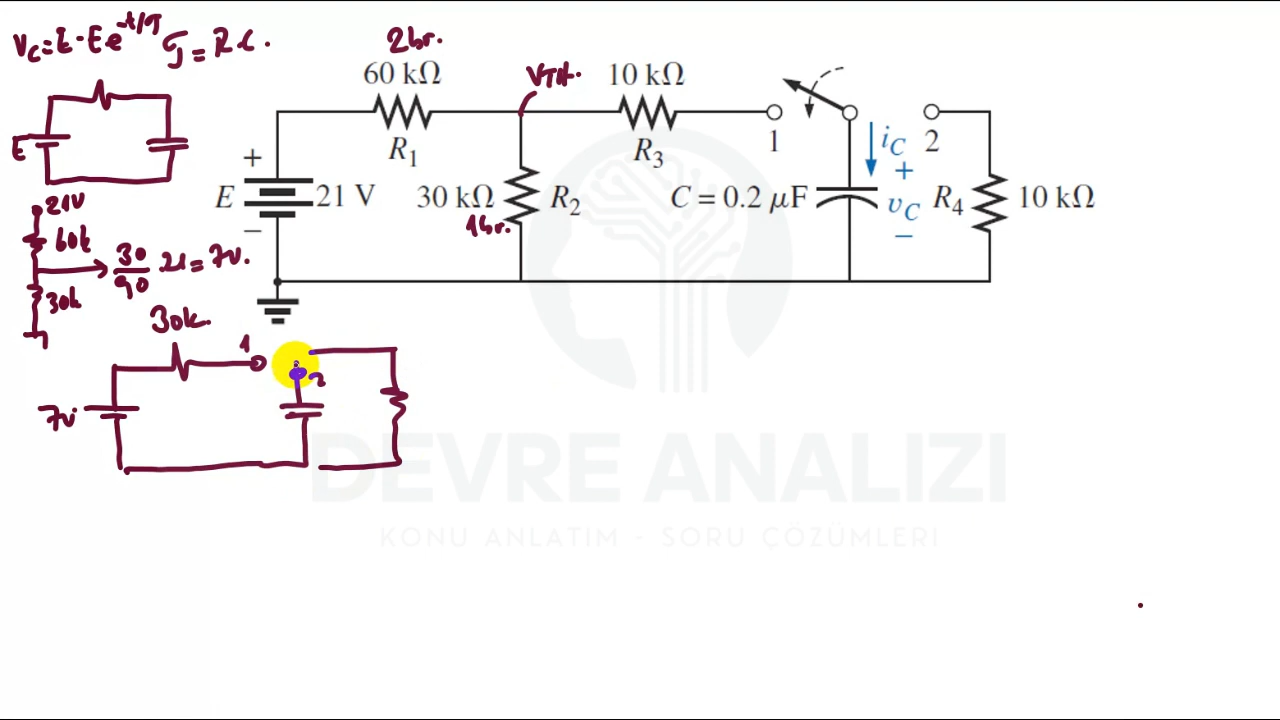 Vc=E-Ee^-t/τ τ=R.C.
2br.
60 kΩ
VTH.
10 kΩ
R1
R3
1
iC
2
E
+
E
21 V
30 kΩ
R2
C = 0.2 μF
+
vC
−
R4
10 kΩ
−
1br.
21V
60k
30/90 21=7v.
30k
30k.
1
2
7v
DEVRE ANALIZI
KONU ANLATIM - SORU ÇÖZÜMLERI